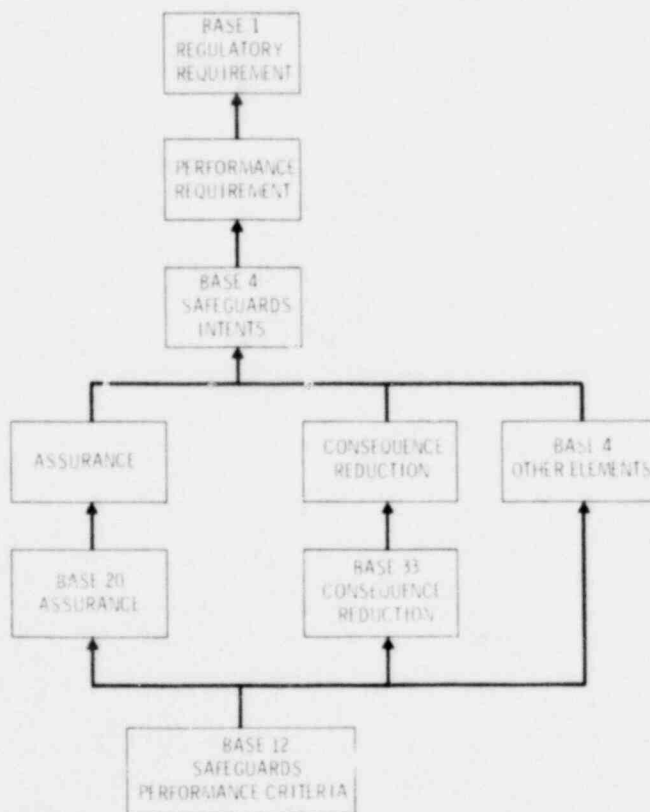 BASE 1
REGULATORY
REQUIREMENT
PERFORMANCE
REQUIREMENT
BASE 4
SAFEGUARDS
INTENTS
ASSURANCE
CONSEQUENCE
REDUCTION
BASE 4
OTHER ELEMENTS
BASE 20
ASSURANCE
BASE 33
CONSEQUENCE
REDUCTION
BASE 12
SAFEGUARDS
PERFORMANCE CRITERIA